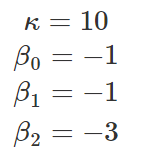 κ = 10
β₀ = −1
β₁ = −1
β₂ = −3